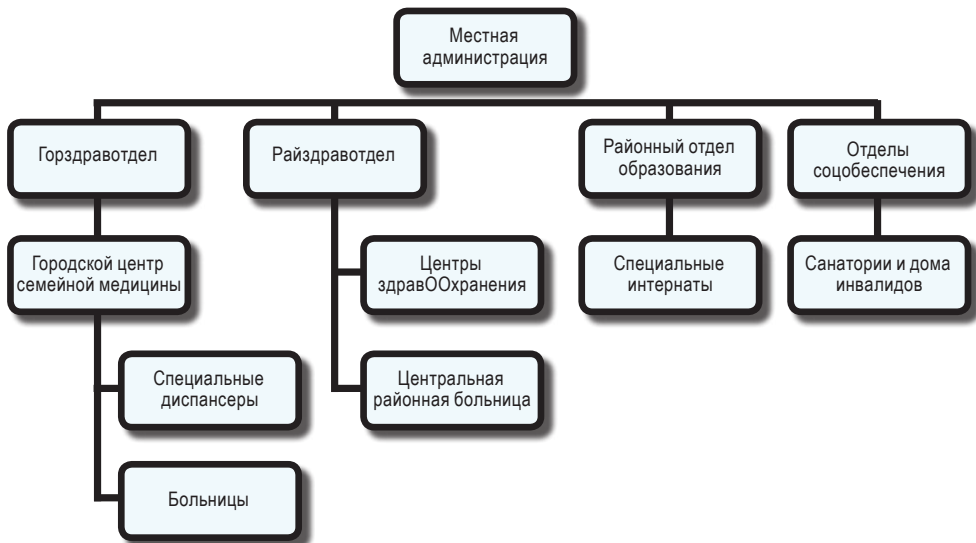 Местная
администрация
Горздравотдел
Райздравотдел
Районный отдел
образования
Отделы
соцобеспечения
Городской центр
семейной медицины
Центры
здравООхранения
Специальные
интернаты
Санатории и дома
инвалидов
Специальные
диспансеры
Центральная
районная больница
Больницы